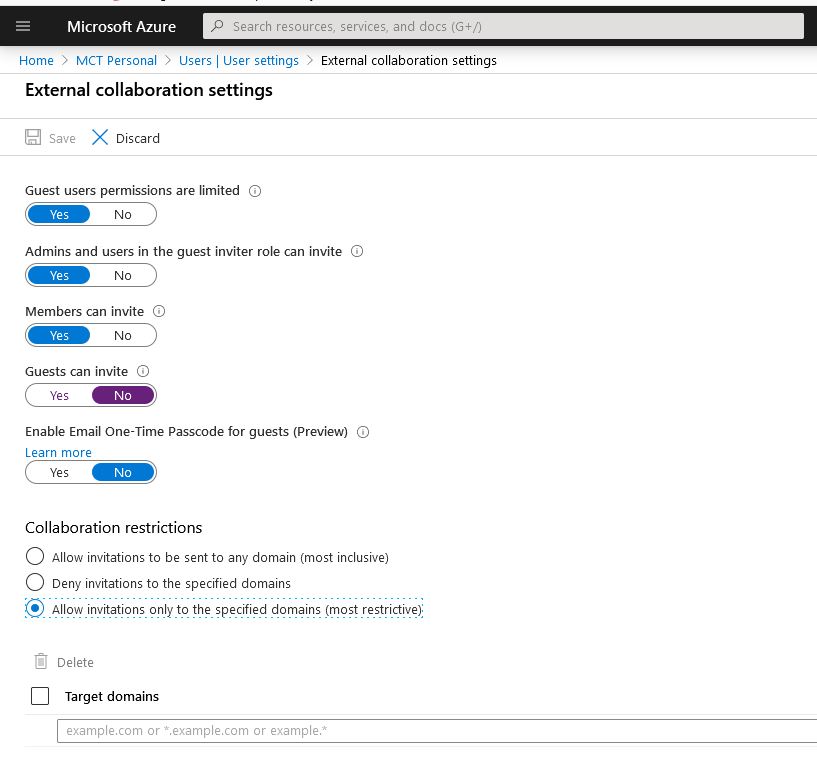 Microsoft Azure
Search resources, services, and docs (G+/)
Home > MCT Personal > Users | User settings > External collaboration settings
External collaboration settings
Save Discard
Guest users permissions are limited
Yes No
Admins and users in the guest inviter role can invite
Yes No
Members can invite
Yes No
Guests can invite
Yes No
Enable Email One-Time Passcode for guests (Preview)
Learn more
Yes No
Collaboration restrictions
Allow invitations to be sent to any domain (most inclusive)
Deny invitations to the specified domains
Allow invitations only to the specified domains (most restrictive)
Delete
Target domains
example.com or *.example.com or example.*